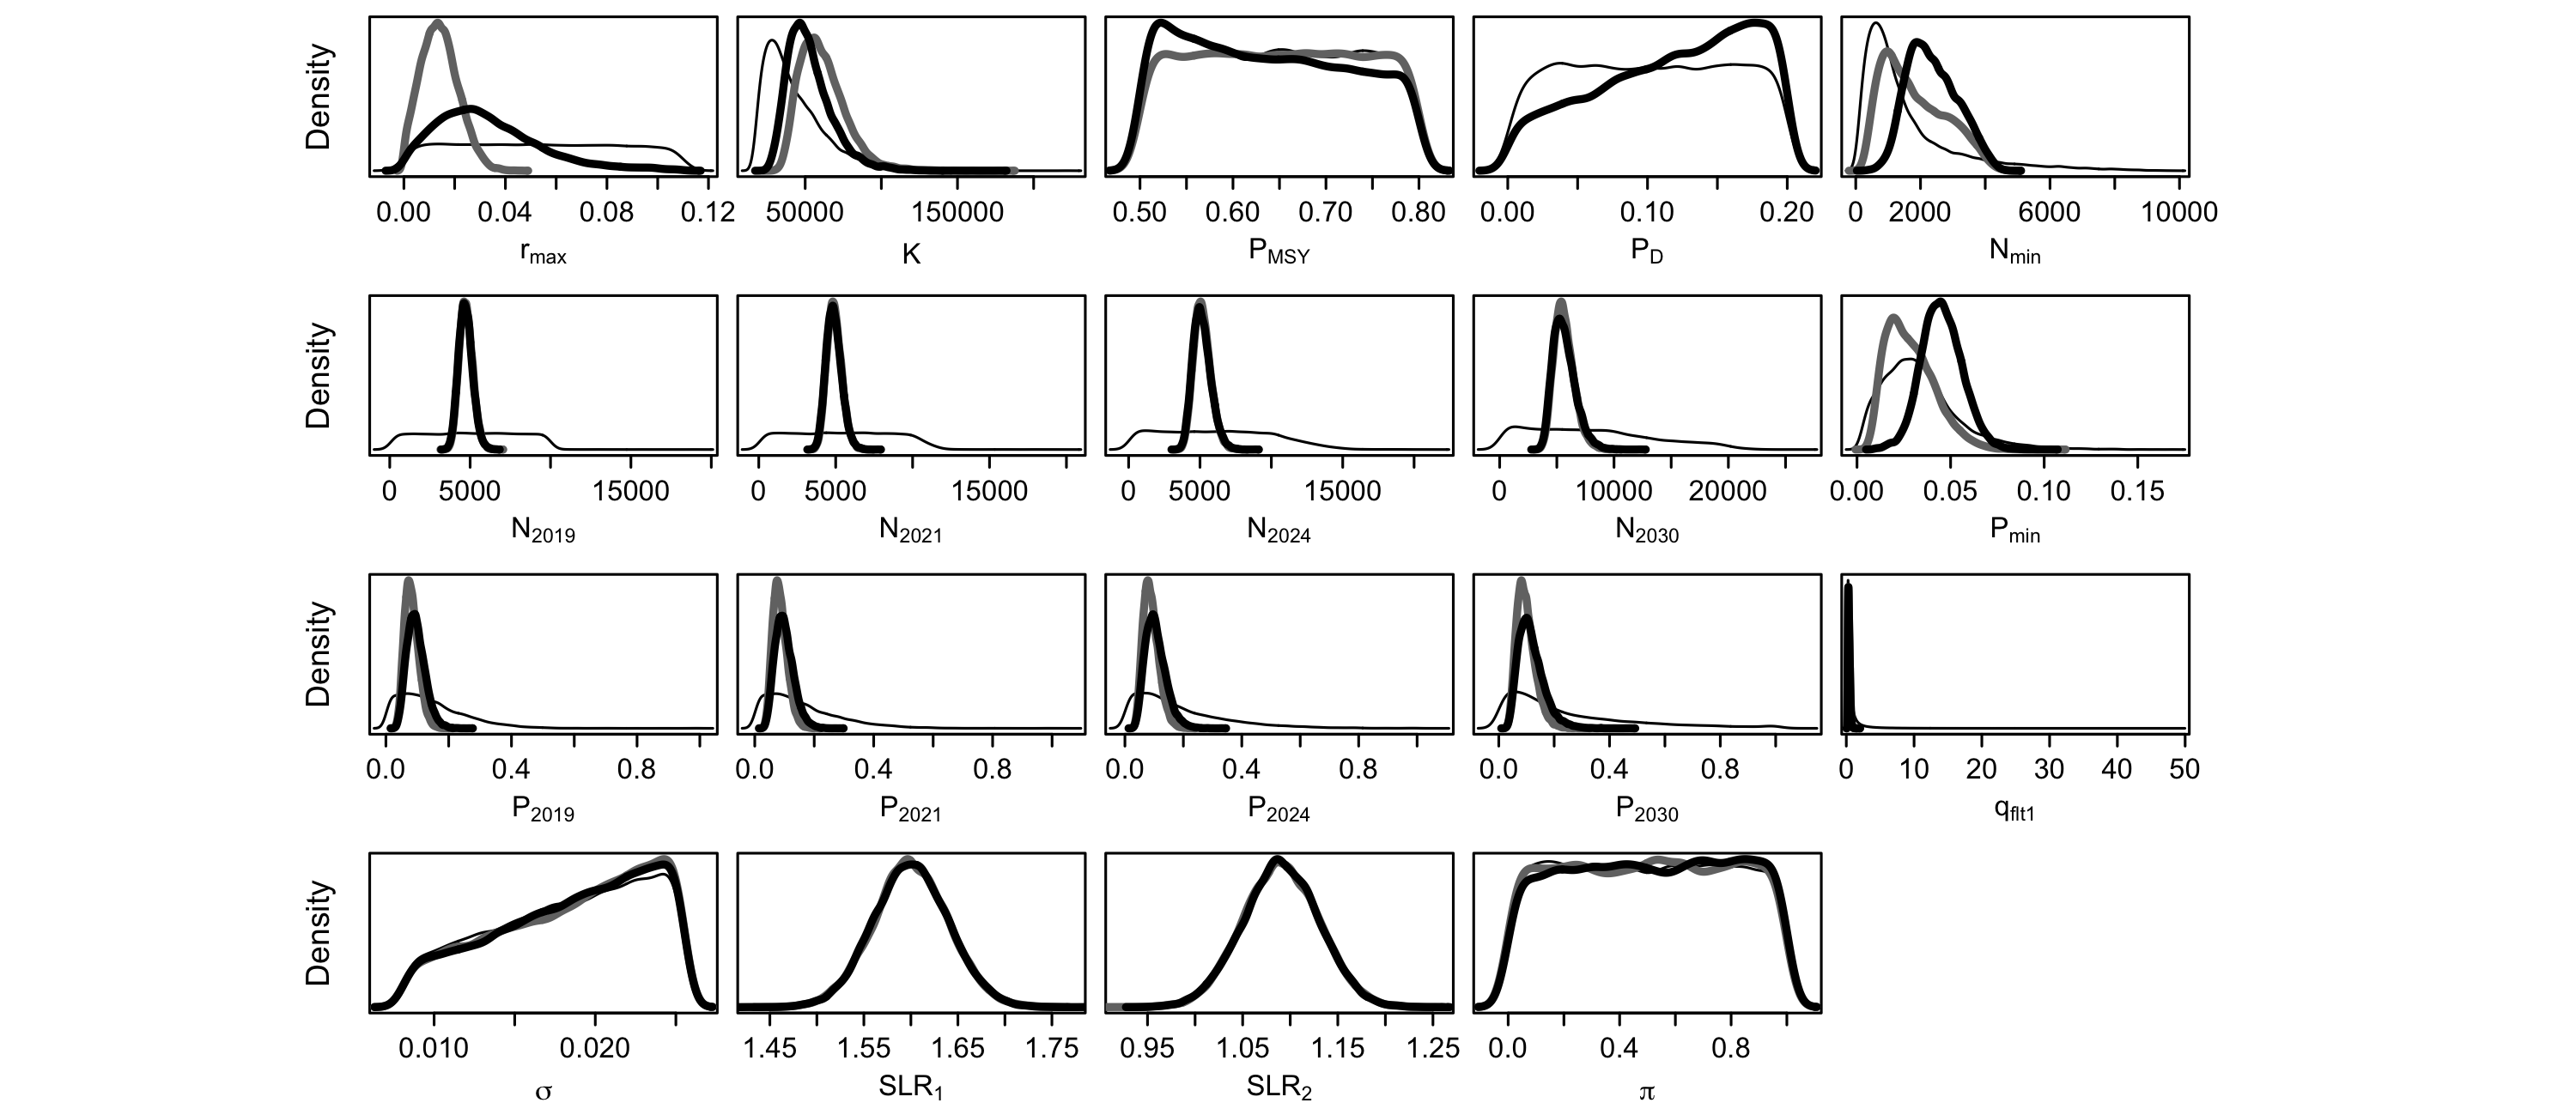 Density
0.00 0.04 0.08 0.12
r_max
50000 150000
K
0.50 0.60 0.70 0.80
P_MSY
0.00 0.10 0.20
P_D
0 2000 6000 10000
N_min
Density
0 5000 15000
N_2019
0 5000 15000
N_2021
0 5000 15000
N_2024
0 10000 20000
N_2030
0.00 0.05 0.10 0.15
P_min
Density
0.0 0.4 0.8
P_2019
0.0 0.4 0.8
P_2021
0.0 0.4 0.8
P_2024
0.0 0.4 0.8
P_2030
0 10 20 30 40 50
q_flt1
Density
0.010 0.020
σ
1.45 1.55 1.65 1.75
SLR_1
0.95 1.05 1.15 1.25
SLR_2
0.0 0.4 0.8
π